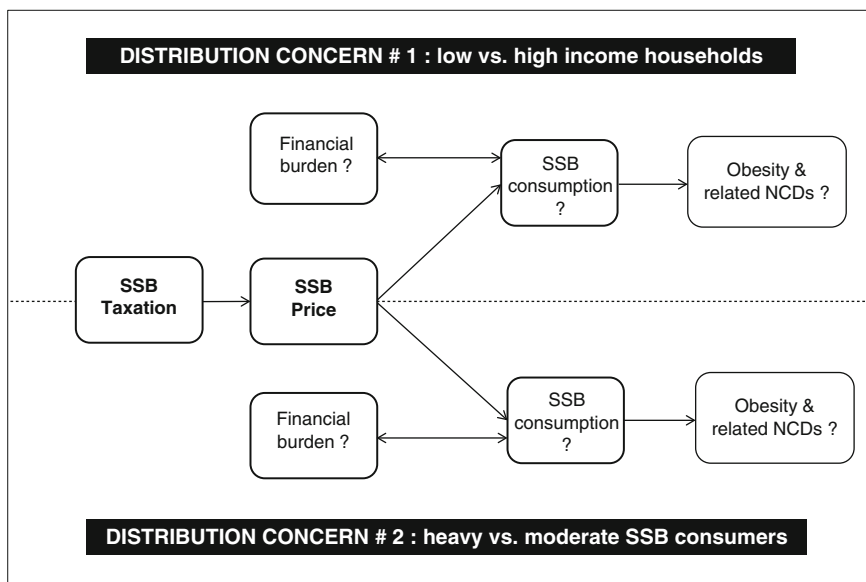 DISTRIBUTION CONCERN # 1 : low vs. high income households
Financial
burden ?
SSB
consumption
?
Obesity &
related NCDs ?
SSB
Taxation
SSB
Price
Financial
burden ?
SSB
consumption
?
Obesity &
related NCDs ?
DISTRIBUTION CONCERN # 2 : heavy vs. moderate SSB consumers